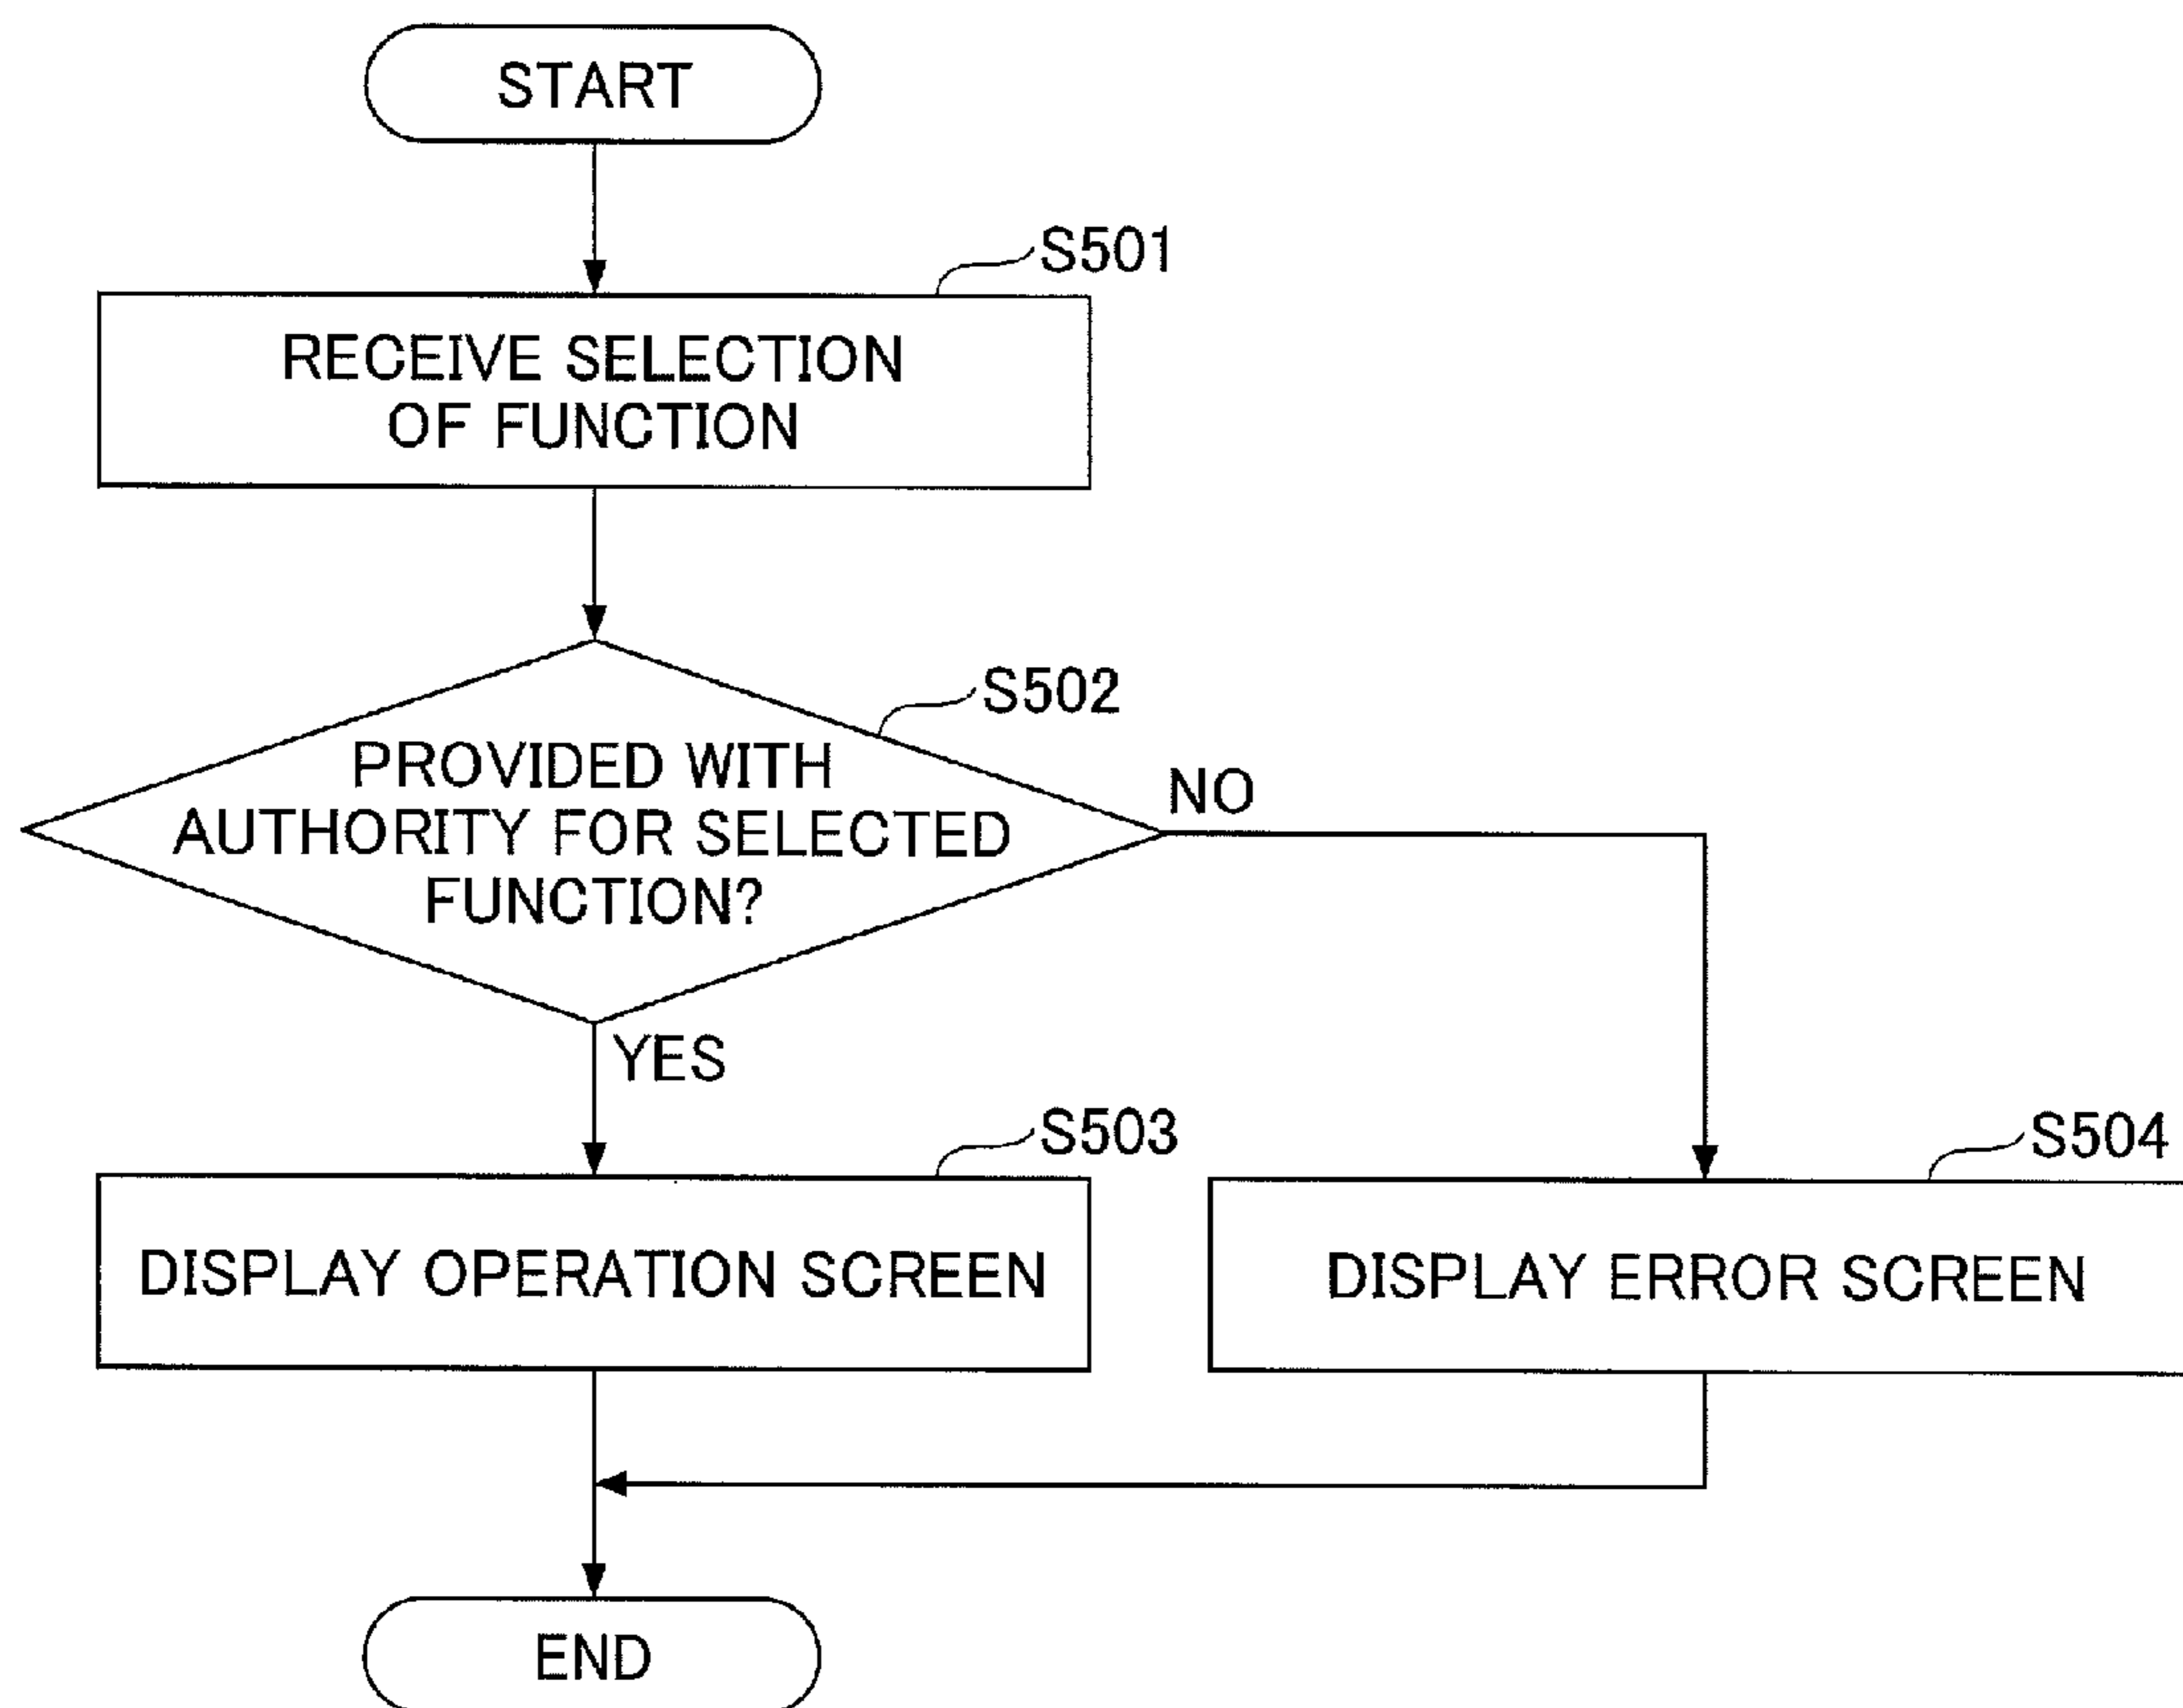 START
S501
RECEIVE SELECTION
OF FUNCTION
S502
PROVIDED WITH
AUTHORITY FOR SELECTED
FUNCTION?
NO
YES
S503
DISPLAY OPERATION SCREEN
S504
DISPLAY ERROR SCREEN
END